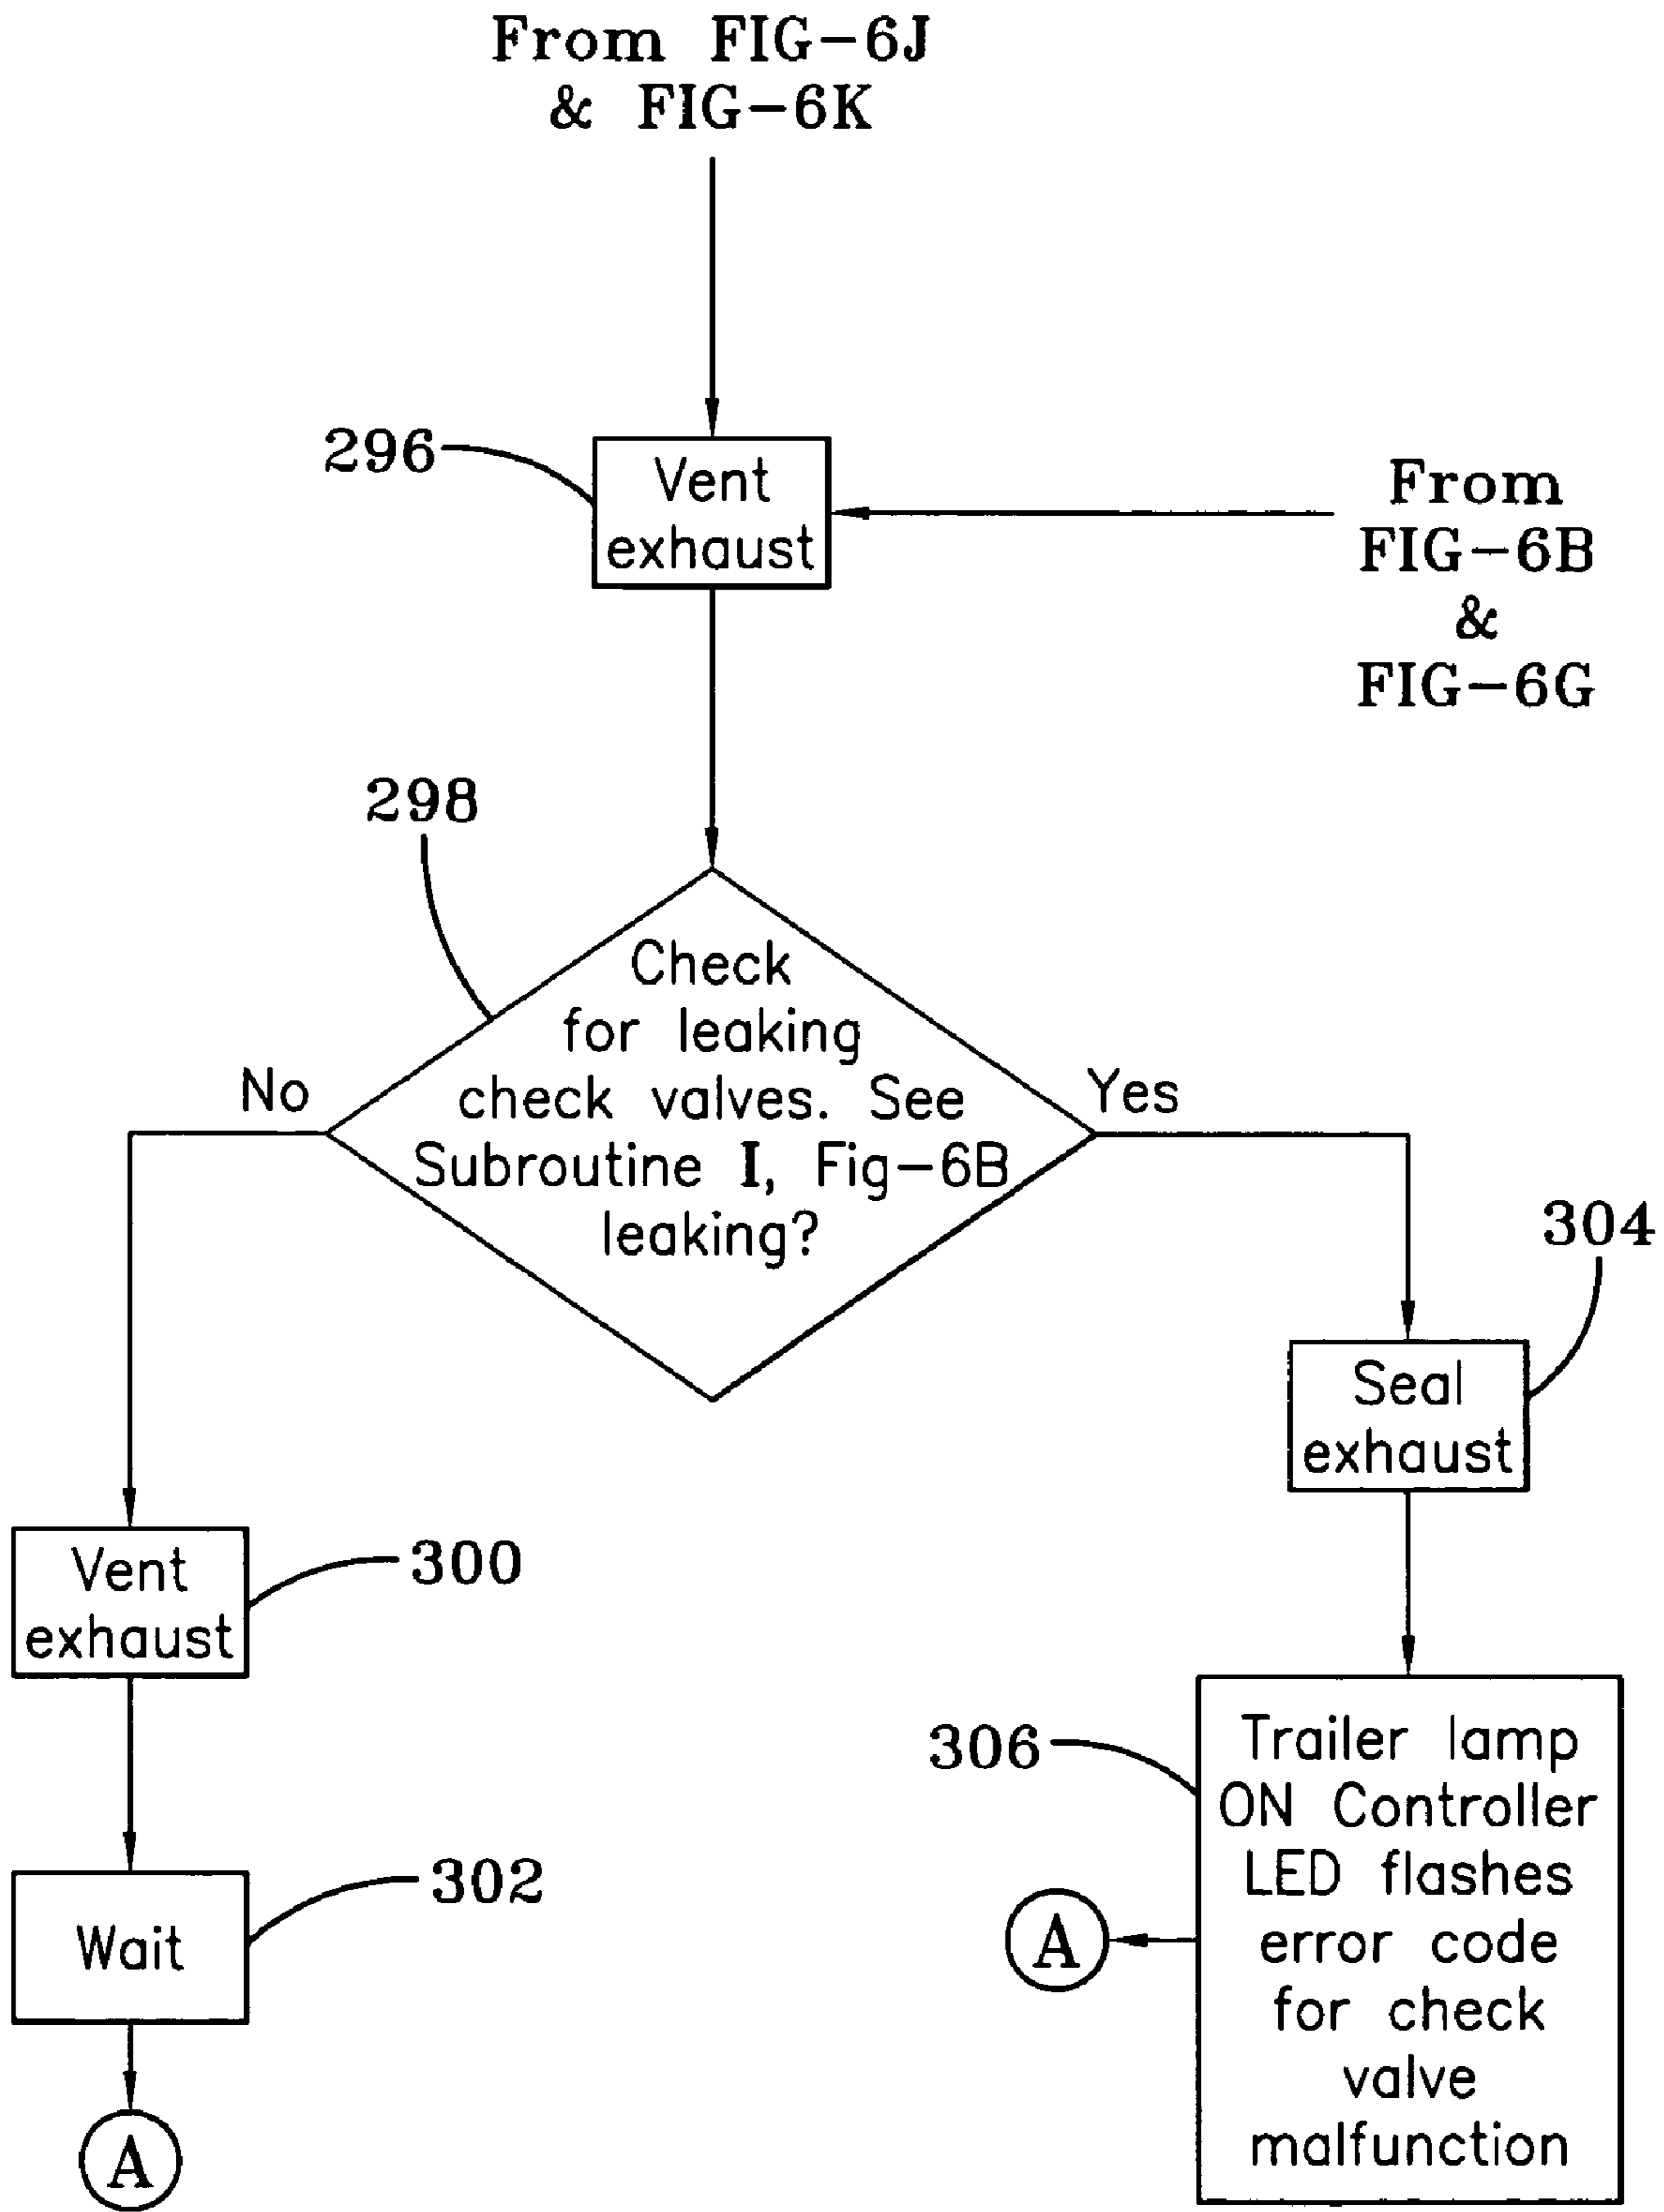 From FIG-6J
& FIG-6K
296
Vent
exhaust
From
FIG-6B
&
FIG-6G
298
Check
for leaking
check valves. See
Subroutine I, Fig-6B
leaking?
No
Yes
304
Seal
exhaust
Vent
exhaust
300
306
Trailer lamp
ON Controller
LED flashes
error code
for check
valve
malfunction
Wait
302
A
A